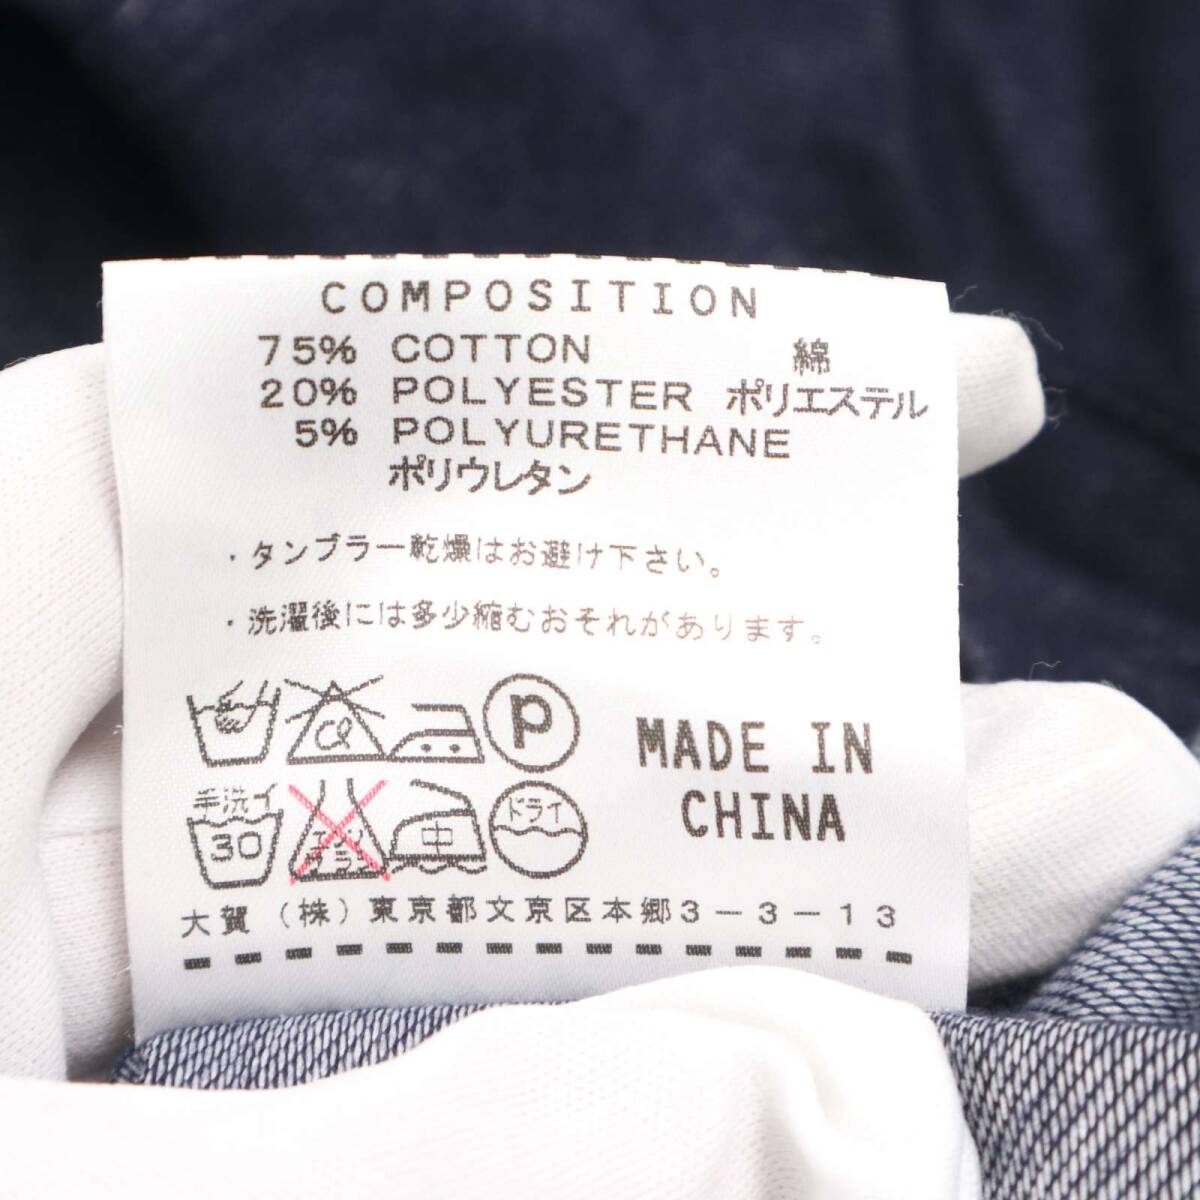 COMPOSITION
75% COTTON 綿
20% POLYESTER ポリエステル
5% POLYURETHANE
ポリウレタン
・タンブラー乾燥はお避け下さい。
・洗濯後には多少縮むおそれがあります。
cl
P
MADE IN
CHINA
手洗イ
30
エンソ
中
ドライ
大賀(株)東京都文京区本郷3-3-13